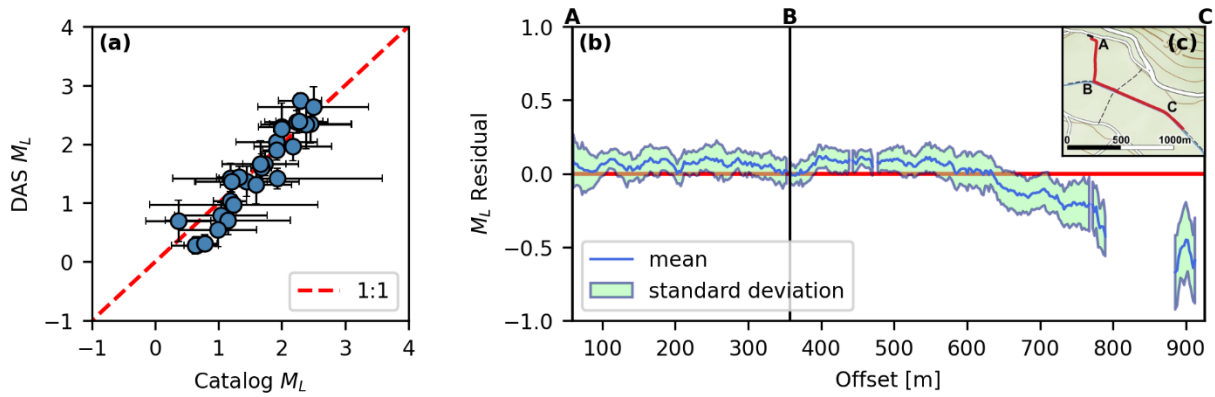 A B C
4
3
2
1
0
−1
(a)
−1 0 1 2 3 4
1:1
DAS M_L
Catalog M_L
1.0
0.5
0.0
−0.5
−1.0
(b)
(c)
A
B
C
0 500 1000m
mean
standard deviation
100 200 300 400 500 600 700 800 900
M_L Residual
Offset [m]